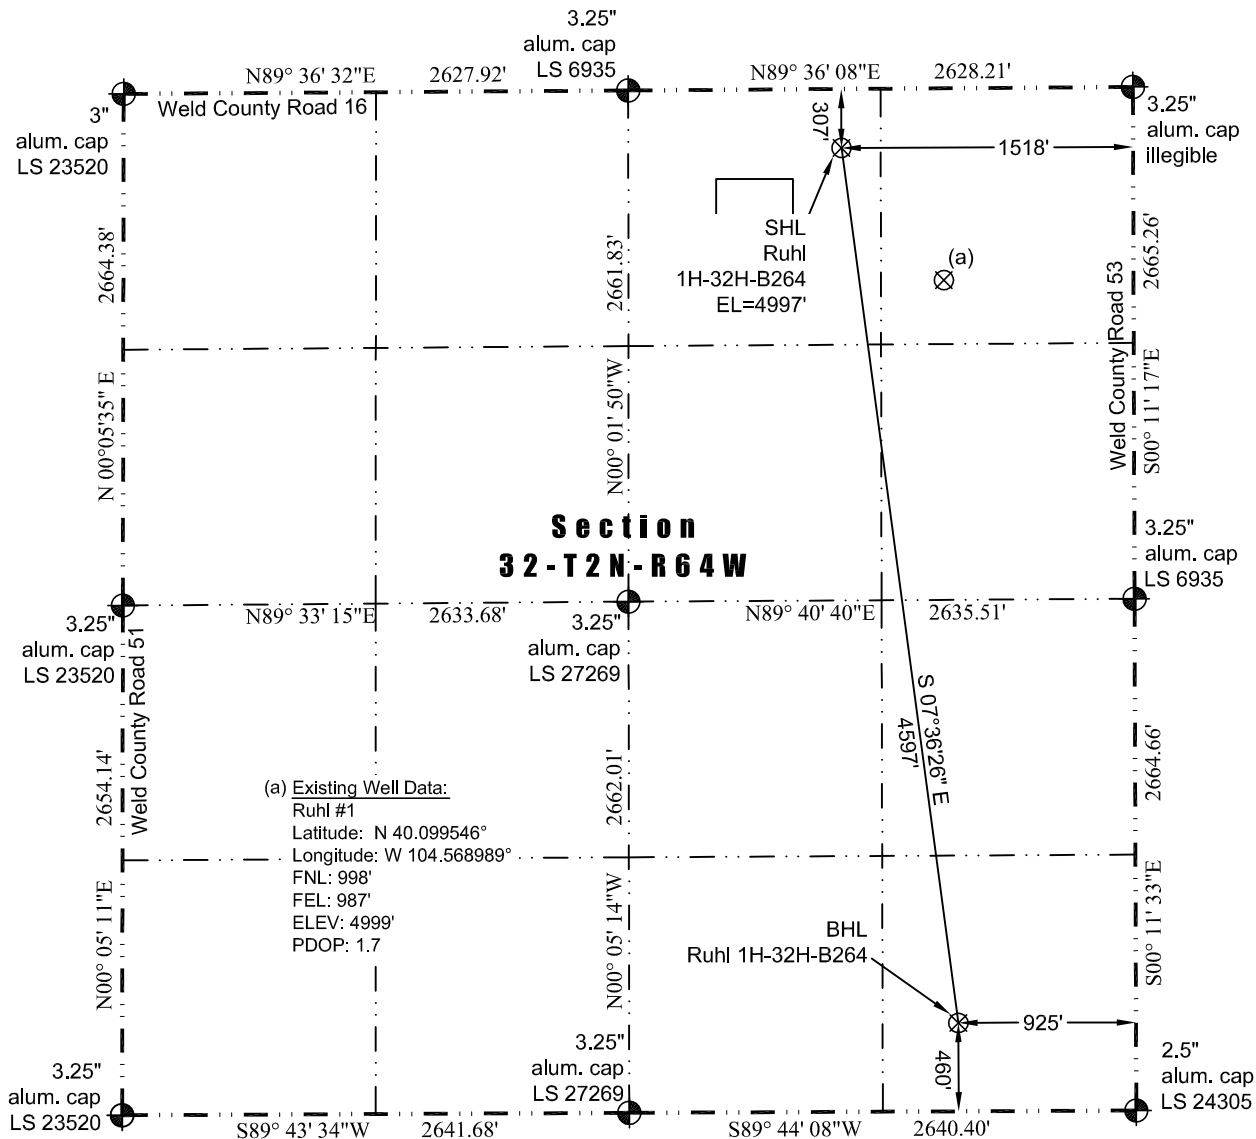 3.25"
alum. cap
LS 6935
N89° 36' 32"E 2627.92'
N89° 36' 08"E 2628.21'
Weld County Road 16
3"
alum. cap
LS 23520
3.25"
alum. cap
illegible
307'
1518'
SHL
Ruhl
1H-32H-B264
EL=4997'
(a)
2664.38'
2661.83'
2665.26'
Weld County Road 53
N 00°05'35" E
N00° 01' 50"W
S00° 11' 17"E
Section
32-T2N-R64W
3.25"
alum. cap
LS 6935
N89° 33' 15"E 2633.68'
N89° 40' 40"E 2635.51'
3.25"
alum. cap
LS 23520
3.25"
alum. cap
LS 27269
Weld County Road 51
S 07°36'26" E
4597'
2654.14'
2662.01'
2664.66'
(a) Existing Well Data:
Ruhl #1
Latitude: N 40.099546°
Longitude: W 104.568989°
FNL: 998'
FEL: 987'
ELEV: 4999'
PDOP: 1.7
N00° 05' 11"E
N00° 05' 14"W
S00° 11' 33"E
BHL
Ruhl 1H-32H-B264
925'
460'
3.25"
alum. cap
LS 23520
3.25"
alum. cap
LS 27269
2.5"
alum. cap
LS 24305
S89° 43' 34"W 2641.68'
S89° 44' 08"W 2640.40'